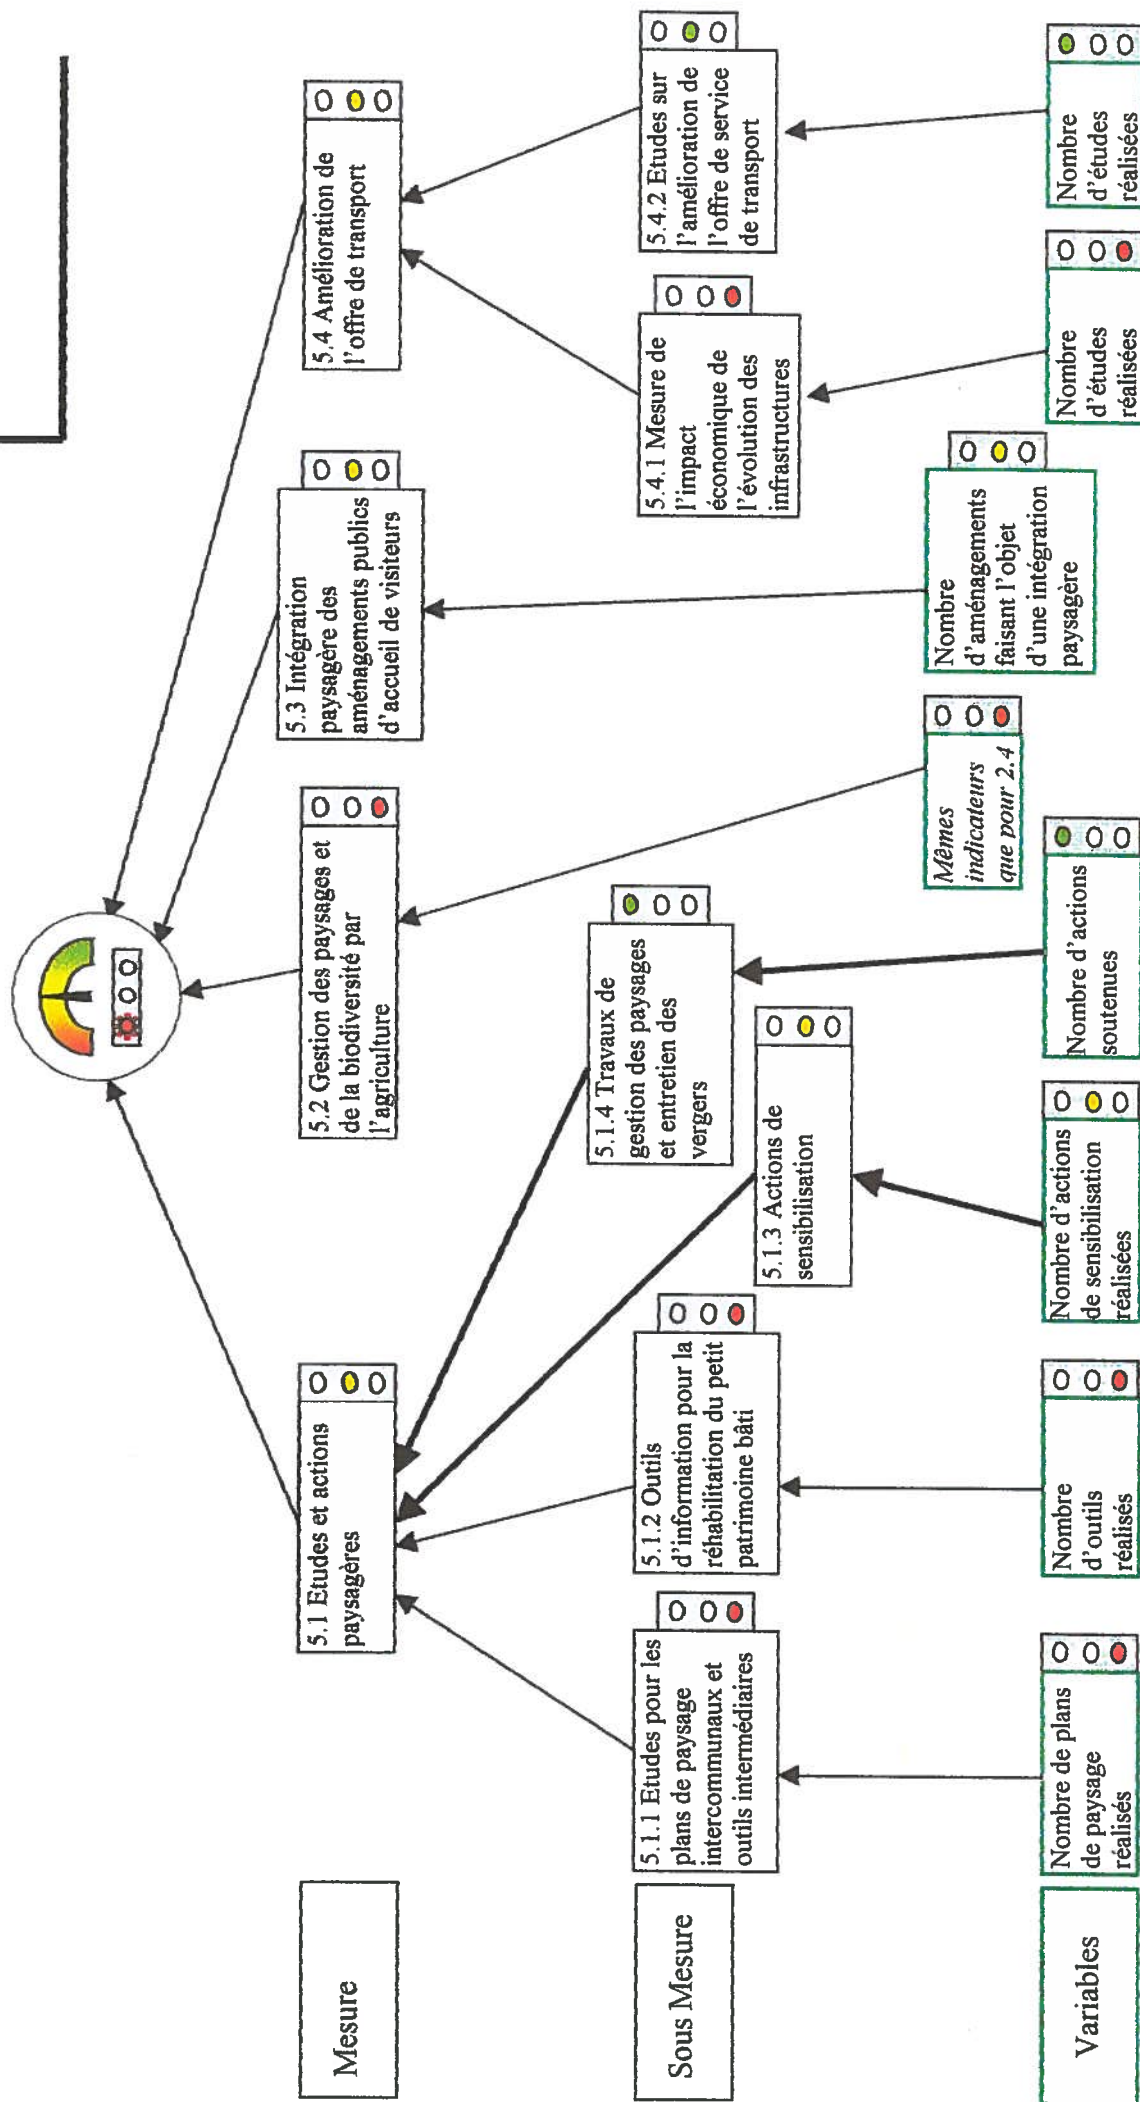 Mesure
5.1 Etudes et actions
paysagères
5.2 Gestion des paysages et
de la biodiversité par
l'agriculture
5.3 Intégration
paysagère des
aménagements publics
d'accueil de visiteurs
5.4 Amélioration de
l'offre de transport
Sous Mesure
5.1.1 Etudes pour les
plans de paysage
intercommunaux et
outils intermédiaires
5.1.2 Outils
d'information pour la
réhabilitation du petit
patrimoine bâti
5.1.3 Actions de
sensibilisation
5.1.4 Travaux de
gestion des paysages
et entretien des
vergers
5.4.1 Mesure de
l'impact
économique de
l'évolution des
infrastructures
5.4.2 Etudes sur
l'amélioration de
l'offre de service
de transport
Variables
Nombre de plans
de paysage
réalisés
Nombre
d'outils
réalisés
Nombre d'actions
de sensibilisation
réalisées
Nombre d'actions
soutenues
Mêmes
indicateurs
que pour 2.4
Nombre
d'aménagements
faisant l'objet
d'une intégration
paysagère
Nombre
d'études
réalisées
Nombre
d'études
réalisées